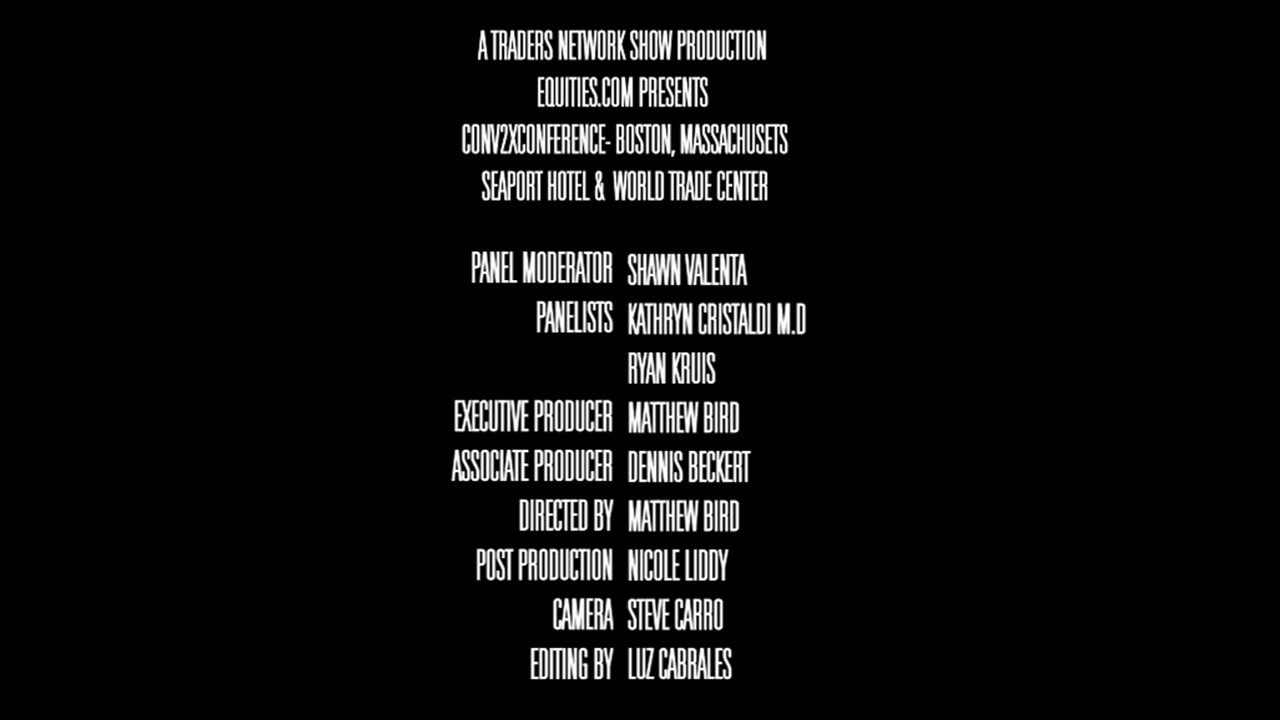 A TRADERS NETWORK SHOW PRODUCTION
EQUITIES.COM PRESENTS
CONV2XCONFERENCE- BOSTON, MASSACHUSETS
SEAPORT HOTEL & WORLD TRADE CENTER
PANEL MODERATOR SHAWN VALENTA
PANELISTS KATHRYN CRISTALDI M.D
RYAN KRUIS
EXECUTIVE PRODUCER MATTHEW BIRD
ASSOCIATE PRODUCER DENNIS BECKERT
DIRECTED BY MATTHEW BIRD
POST PRODUCTION NICOLE LIDDY
CAMERA STEVE CARRO
EDITING BY LUZ CABRALES